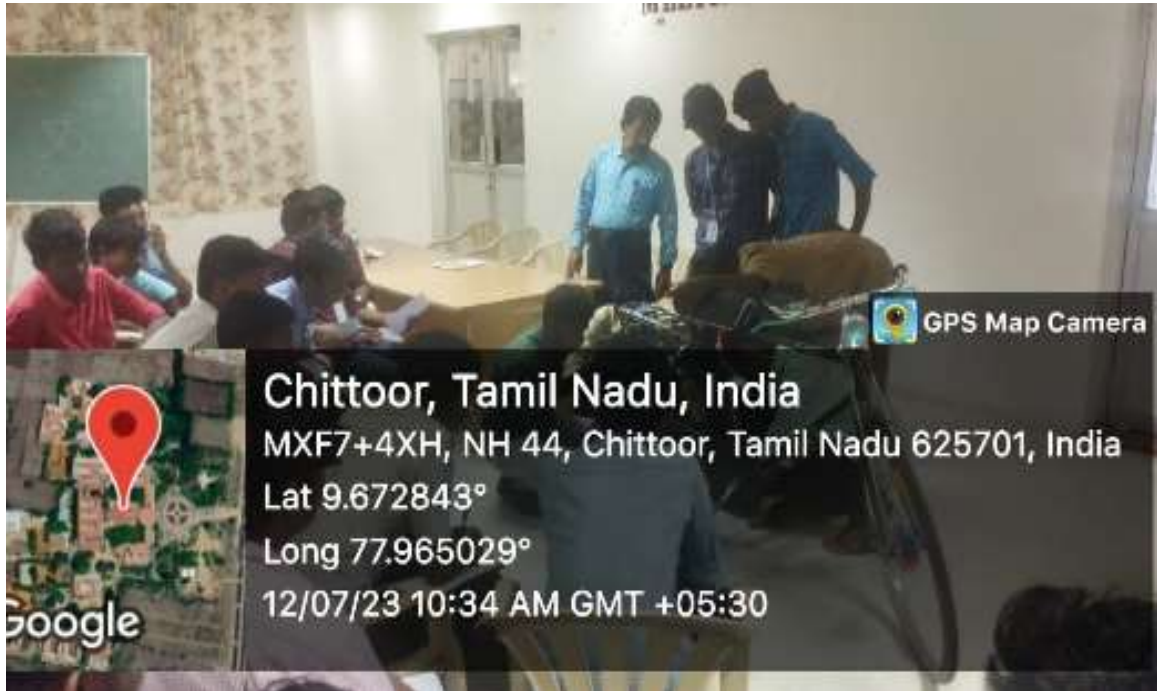 GPS Map Camera
Chittoor, Tamil Nadu, India
MXF7+4XH, NH 44, Chittoor, Tamil Nadu 625701, India
Lat 9.672843°
Long 77.965029°
12/07/23 10:34 AM GMT +05:30
Google